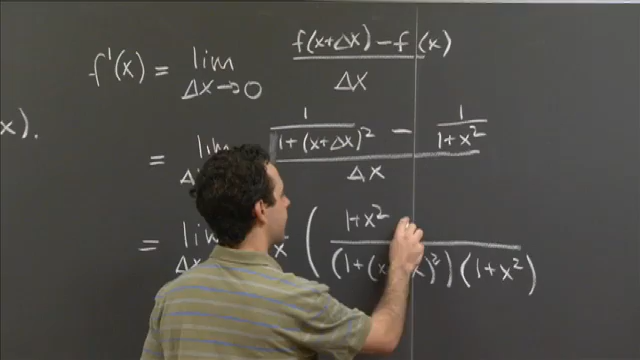 f'(x) = lim Δx→0 f(x+Δx) - f(x) / Δx
x).
= lim 1/(1+(x+Δx)²) - 1/(1+x²) / Δx
= lim ( 1+x² / (1+(x x)²)(1+x²)